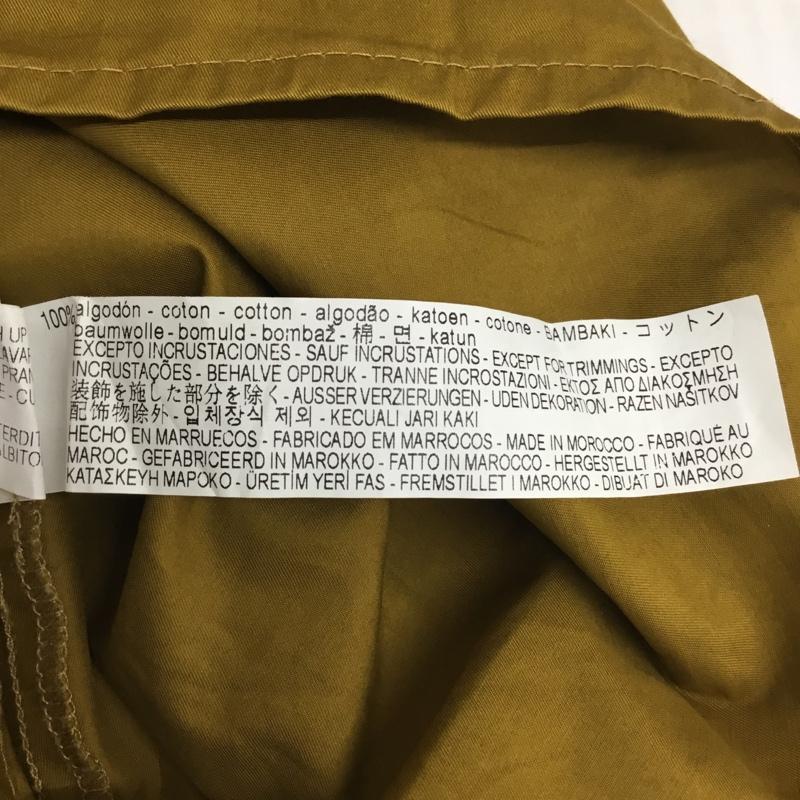 100% algodón - coton - cotton - algodão - katoen - cotone - BAMBAKI - コットン
baumwolle - bomuld - bombaž - 棉 - 면 - katun
EXCEPTO INCRUSTACIONES - SAUF INCRUSTATIONS - EXCEPT FOR TRIMMINGS - EXCEPTO
INCRUSTAÇÕES - BEHALVE OPDRUK - TRANNE INCROSTAZIONI - ΕΚΤΟΣ ΑΠΟ ΔΙΑΚΟΣΜΗΣΗ
装飾を施した部分を除く - AUSSER VERZIERUNGEN - UDEN DEKORATION - RAZEN NAŠITKOV
配饰物除外 - 입체장식 제외 - KECUALI JARI KAKI
HECHO EN MARRUECOS - FABRICADO EM MARROCOS - MADE IN MOROCCO - FABRIQUÉ AU
MAROC - GEFABRICEERD IN MAROKKO - FATTO IN MAROCCO - HERGESTELLT IN MAROKKO
ΚΑΤΑΣΚΕΥΗ ΜΑΡΟΚΟ - ÜRETİM YERİ FAS - FREMSTILLET I MAROKKO - DIBUAT DI MAROKO